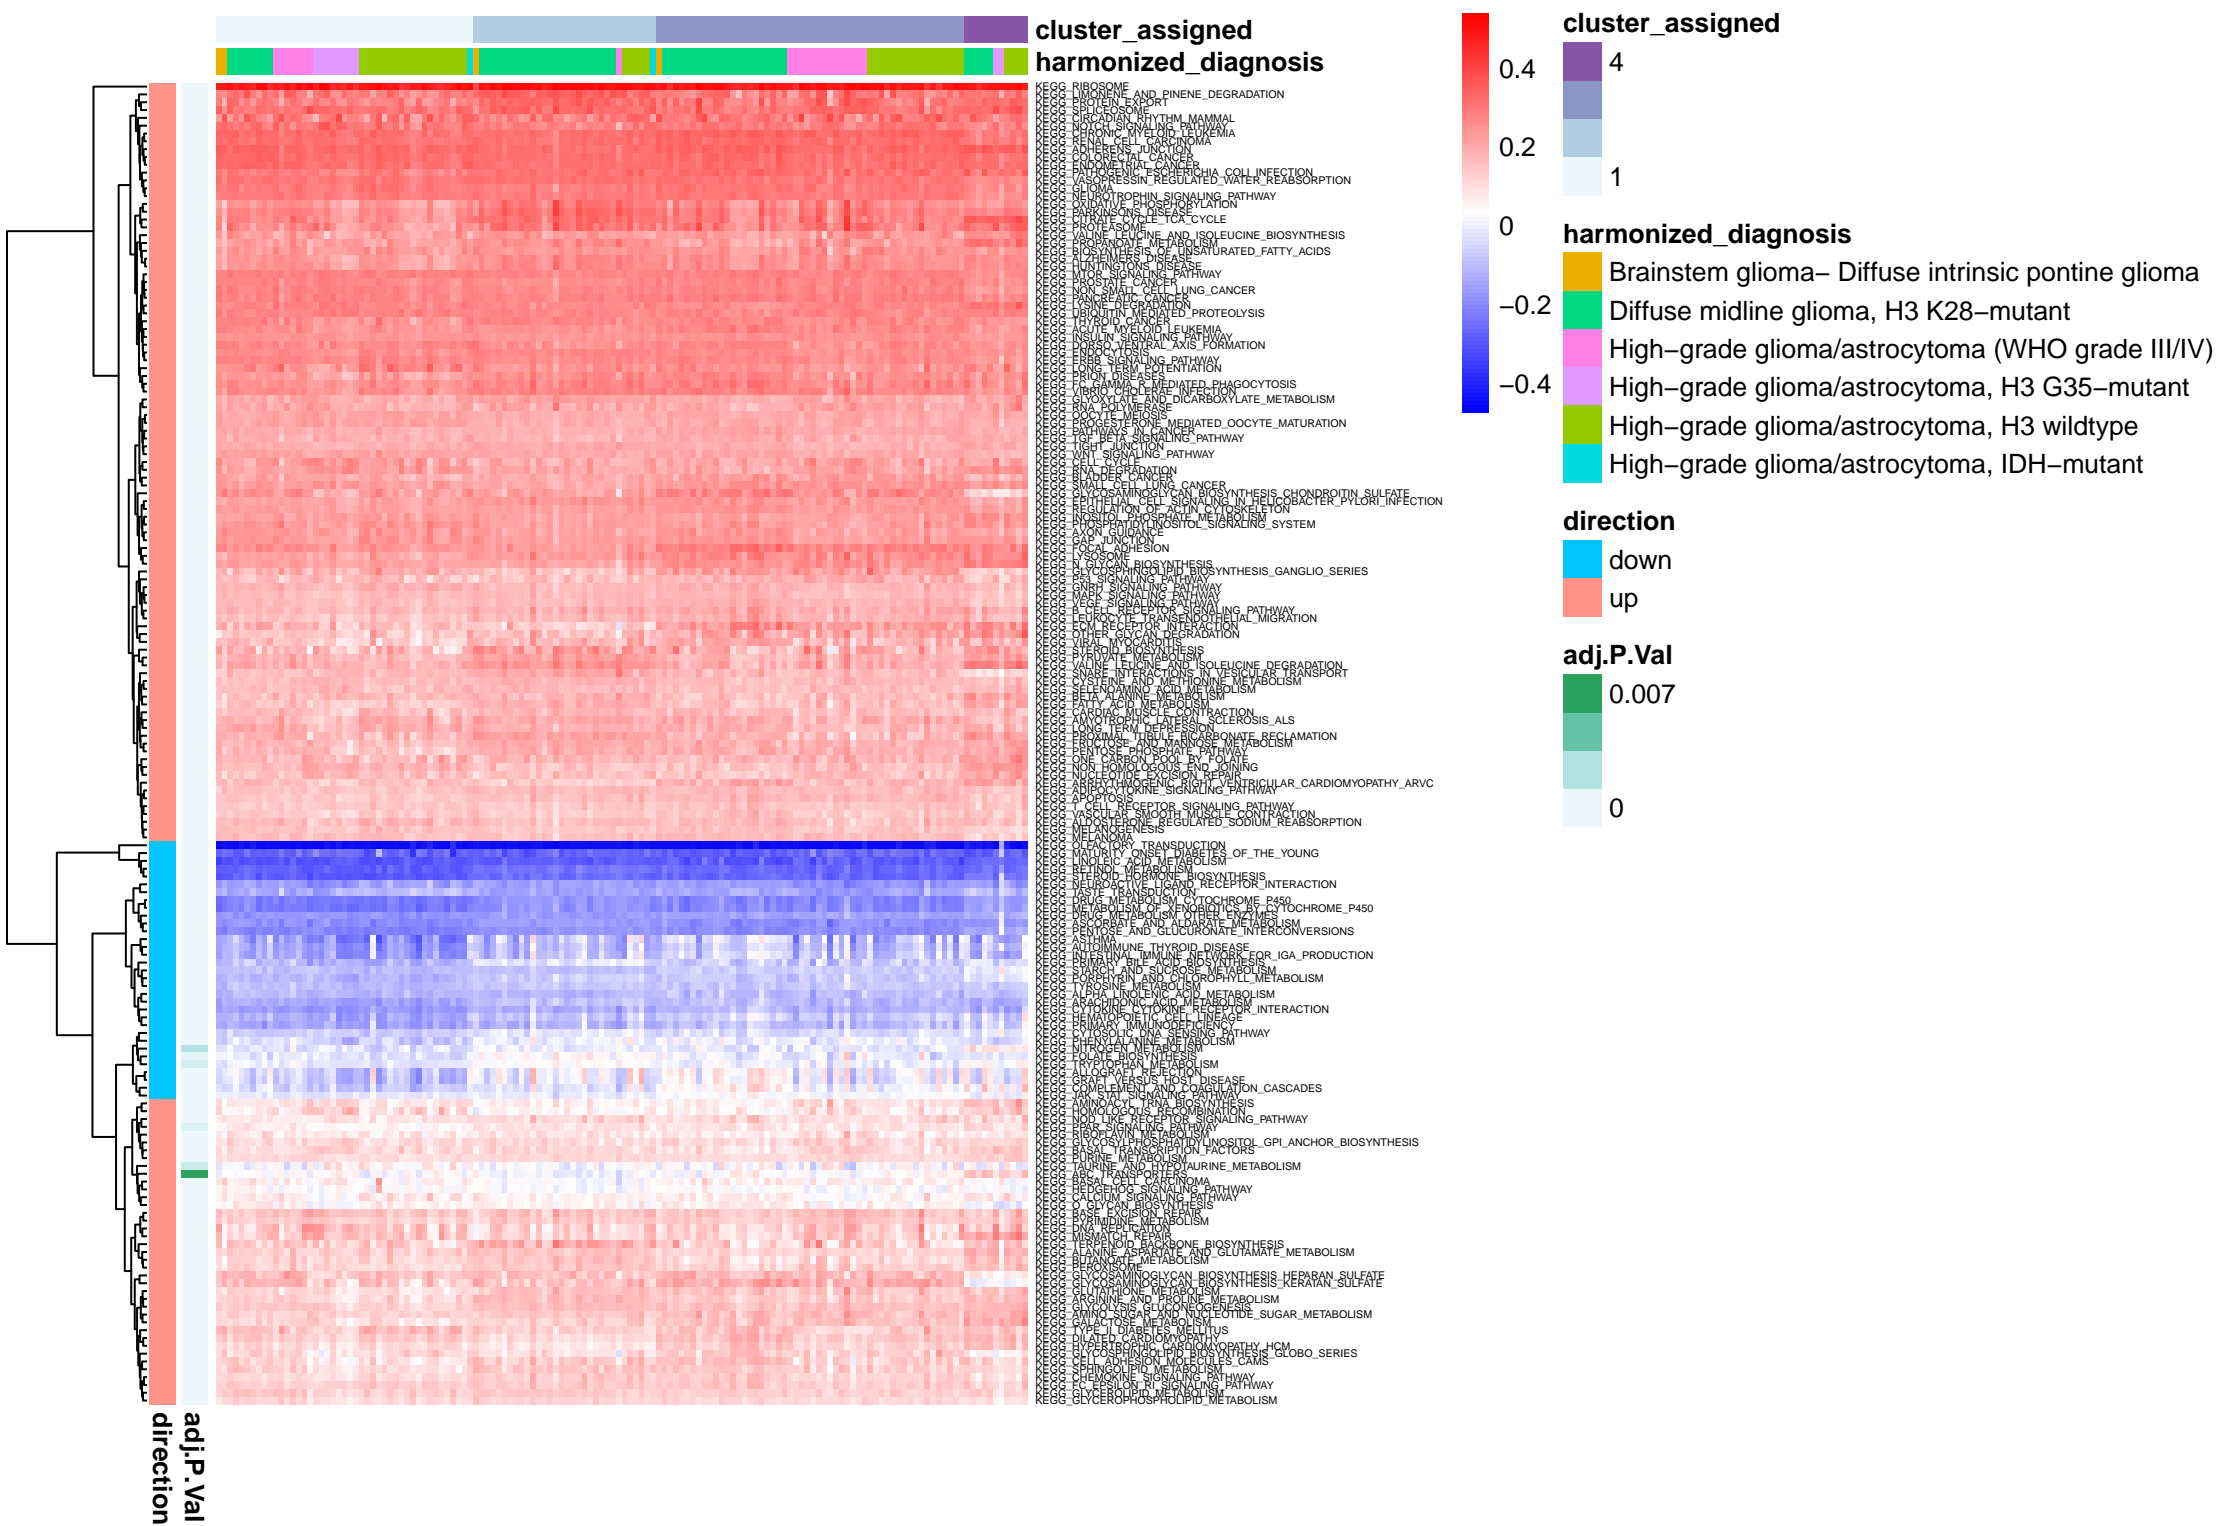 cluster_assigned
harmonized_diagnosis
KEGG_RIBOSOME
KEGG_LIMONENE_AND_PINENE_DEGRADATION
KEGG_PROTEIN_EXPORT
KEGG_SPLICEOSOME
KEGG_CIRCADIAN_RHYTHM_MAMMAL
KEGG_NOTCH_SIGNALING_PATHWAY
KEGG_CHRONIC_MYELOID_LEUKEMIA
KEGG_RENAL_CELL_CARCINOMA
KEGG_ADHERENS_JUNCTION
KEGG_COLORECTAL_CANCER
KEGG_ENDOMETRIAL_CANCER
KEGG_PATHOGENIC_ESCHERICHIA_COLI_INFECTION
KEGG_VASOPRESSIN_REGULATED_WATER_REABSORPTION
KEGG_GLIOMA
KEGG_NEUROTROPHIN_SIGNALING_PATHWAY
KEGG_OXIDATIVE_PHOSPHORYLATION
KEGG_PARKINSONS_DISEASE
KEGG_CITRATE_CYCLE_TCA_CYCLE
KEGG_PROTEASOME
KEGG_VALINE_LEUCINE_AND_ISOLEUCINE_BIOSYNTHESIS
KEGG_PROPANOATE_METABOLISM
KEGG_BIOSYNTHESIS_OF_UNSATURATED_FATTY_ACIDS
KEGG_ALZHEIMERS_DISEASE
KEGG_HUNTINGTONS_DISEASE
KEGG_MTOR_SIGNALING_PATHWAY
KEGG_PROSTATE_CANCER
KEGG_NON_SMALL_CELL_LUNG_CANCER
KEGG_PANCREATIC_CANCER
KEGG_LYSINE_DEGRADATION
KEGG_UBIQUITIN_MEDIATED_PROTEOLYSIS
KEGG_THYROID_CANCER
KEGG_ACUTE_MYELOID_LEUKEMIA
KEGG_INSULIN_SIGNALING_PATHWAY
KEGG_DORSO_VENTRAL_AXIS_FORMATION
KEGG_ENDOCYTOSIS
KEGG_ERBB_SIGNALING_PATHWAY
KEGG_LONG_TERM_POTENTIATION
KEGG_PRION_DISEASES
KEGG_FC_GAMMA_R_MEDIATED_PHAGOCYTOSIS
KEGG_VIBRIO_CHOLERAE_INFECTION
KEGG_GLYOXYLATE_AND_DICARBOXYLATE_METABOLISM
KEGG_RNA_POLYMERASE
KEGG_OOCYTE_MEIOSIS
KEGG_PROGESTERONE_MEDIATED_OOCYTE_MATURATION
KEGG_PATHWAYS_IN_CANCER
KEGG_TGF_BETA_SIGNALING_PATHWAY
KEGG_TIGHT_JUNCTION
KEGG_WNT_SIGNALING_PATHWAY
KEGG_CELL_CYCLE
KEGG_RNA_DEGRADATION
KEGG_BLADDER_CANCER
KEGG_SMALL_CELL_LUNG_CANCER
KEGG_GLYCOSAMINOGLYCAN_BIOSYNTHESIS_CHONDROITIN_SULFATE
KEGG_EPITHELIAL_CELL_SIGNALING_IN_HELICOBACTER_PYLORI_INFECTION
KEGG_REGULATION_OF_ACTIN_CYTOSKELETON
KEGG_INOSITOL_PHOSPHATE_METABOLISM
KEGG_PHOSPHATIDYLINOSITOL_SIGNALING_SYSTEM
KEGG_AXON_GUIDANCE
KEGG_GAP_JUNCTION
KEGG_FOCAL_ADHESION
KEGG_LYSOSOME
KEGG_N_GLYCAN_BIOSYNTHESIS
KEGG_GLYCOSPHINGOLIPID_BIOSYNTHESIS_GANGLIO_SERIES
KEGG_P53_SIGNALING_PATHWAY
KEGG_GNRH_SIGNALING_PATHWAY
KEGG_MAPK_SIGNALING_PATHWAY
KEGG_VEGF_SIGNALING_PATHWAY
KEGG_B_CELL_RECEPTOR_SIGNALING_PATHWAY
KEGG_LEUKOCYTE_TRANSENDOTHELIAL_MIGRATION
KEGG_ECM_RECEPTOR_INTERACTION
KEGG_OTHER_GLYCAN_DEGRADATION
KEGG_VIRAL_MYOCARDITIS
KEGG_STEROID_BIOSYNTHESIS
KEGG_PYRUVATE_METABOLISM
KEGG_VALINE_LEUCINE_AND_ISOLEUCINE_DEGRADATION
KEGG_SNARE_INTERACTIONS_IN_VESICULAR_TRANSPORT
KEGG_CYSTEINE_AND_METHIONINE_METABOLISM
KEGG_SELENOAMINO_ACID_METABOLISM
KEGG_BETA_ALANINE_METABOLISM
KEGG_FATTY_ACID_METABOLISM
KEGG_CARDIAC_MUSCLE_CONTRACTION
KEGG_AMYOTROPHIC_LATERAL_SCLEROSIS_ALS
KEGG_LONG_TERM_DEPRESSION
KEGG_PROXIMAL_TUBULE_BICARBONATE_RECLAMATION
KEGG_FRUCTOSE_AND_MANNOSE_METABOLISM
KEGG_PENTOSE_PHOSPHATE_PATHWAY
KEGG_ONE_CARBON_POOL_BY_FOLATE
KEGG_NON_HOMOLOGOUS_END_JOINING
KEGG_NUCLEOTIDE_EXCISION_REPAIR
KEGG_ARRHYTHMOGENIC_RIGHT_VENTRICULAR_CARDIOMYOPATHY_ARVC
KEGG_ADIPOCYTOKINE_SIGNALING_PATHWAY
KEGG_APOPTOSIS
KEGG_T_CELL_RECEPTOR_SIGNALING_PATHWAY
KEGG_VASCULAR_SMOOTH_MUSCLE_CONTRACTION
KEGG_ALDOSTERONE_REGULATED_SODIUM_REABSORPTION
KEGG_MELANOGENESIS
KEGG_MELANOMA
KEGG_OLFACTORY_TRANSDUCTION
KEGG_MATURITY_ONSET_DIABETES_OF_THE_YOUNG
KEGG_LINOLEIC_ACID_METABOLISM
KEGG_RETINOL_METABOLISM
KEGG_STEROID_HORMONE_BIOSYNTHESIS
KEGG_NEUROACTIVE_LIGAND_RECEPTOR_INTERACTION
KEGG_TASTE_TRANSDUCTION
KEGG_DRUG_METABOLISM_CYTOCHROME_P450
KEGG_METABOLISM_OF_XENOBIOTICS_BY_CYTOCHROME_P450
KEGG_DRUG_METABOLISM_OTHER_ENZYMES
KEGG_ASCORBATE_AND_ALDARATE_METABOLISM
KEGG_PENTOSE_AND_GLUCURONATE_INTERCONVERSIONS
KEGG_ASTHMA
KEGG_AUTOIMMUNE_THYROID_DISEASE
KEGG_INTESTINAL_IMMUNE_NETWORK_FOR_IGA_PRODUCTION
KEGG_PRIMARY_BILE_ACID_BIOSYNTHESIS
KEGG_STARCH_AND_SUCROSE_METABOLISM
KEGG_PORPHYRIN_AND_CHLOROPHYLL_METABOLISM
KEGG_TYROSINE_METABOLISM
KEGG_ALPHA_LINOLENIC_ACID_METABOLISM
KEGG_ARACHIDONIC_ACID_METABOLISM
KEGG_CYTOKINE_CYTOKINE_RECEPTOR_INTERACTION
KEGG_HEMATOPOIETIC_CELL_LINEAGE
KEGG_PRIMARY_IMMUNODEFICIENCY
KEGG_CYTOSOLIC_DNA_SENSING_PATHWAY
KEGG_PHENYLALANINE_METABOLISM
KEGG_NITROGEN_METABOLISM
KEGG_FOLATE_BIOSYNTHESIS
KEGG_TRYPTOPHAN_METABOLISM
KEGG_ALLOGRAFT_REJECTION
KEGG_GRAFT_VERSUS_HOST_DISEASE
KEGG_COMPLEMENT_AND_COAGULATION_CASCADES
KEGG_JAK_STAT_SIGNALING_PATHWAY
KEGG_AMINOACYL_TRNA_BIOSYNTHESIS
KEGG_HOMOLOGOUS_RECOMBINATION
KEGG_NOD_LIKE_RECEPTOR_SIGNALING_PATHWAY
KEGG_PPAR_SIGNALING_PATHWAY
KEGG_RIBOFLAVIN_METABOLISM
KEGG_GLYCOSYLPHOSPHATIDYLINOSITOL_GPI_ANCHOR_BIOSYNTHESIS
KEGG_BASAL_TRANSCRIPTION_FACTORS
KEGG_PURINE_METABOLISM
KEGG_TAURINE_AND_HYPOTAURINE_METABOLISM
KEGG_ABC_TRANSPORTERS
KEGG_BASAL_CELL_CARCINOMA
KEGG_HEDGEHOG_SIGNALING_PATHWAY
KEGG_CALCIUM_SIGNALING_PATHWAY
KEGG_O_GLYCAN_BIOSYNTHESIS
KEGG_BASE_EXCISION_REPAIR
KEGG_PYRIMIDINE_METABOLISM
KEGG_DNA_REPLICATION
KEGG_MISMATCH_REPAIR
KEGG_TERPENOID_BACKBONE_BIOSYNTHESIS
KEGG_ALANINE_ASPARTATE_AND_GLUTAMATE_METABOLISM
KEGG_BUTANOATE_METABOLISM
KEGG_PEROXISOME
KEGG_GLYCOSAMINOGLYCAN_BIOSYNTHESIS_HEPARAN_SULFATE
KEGG_GLYCOSAMINOGLYCAN_BIOSYNTHESIS_KERATAN_SULFATE
KEGG_GLUTATHIONE_METABOLISM
KEGG_ARGININE_AND_PROLINE_METABOLISM
KEGG_GLYCOLYSIS_GLUCONEOGENESIS
KEGG_AMINO_SUGAR_AND_NUCLEOTIDE_SUGAR_METABOLISM
KEGG_GALACTOSE_METABOLISM
KEGG_TYPE_II_DIABETES_MELLITUS
KEGG_DILATED_CARDIOMYOPATHY
KEGG_HYPERTROPHIC_CARDIOMYOPATHY_HCM
KEGG_GLYCOSPHINGOLIPID_BIOSYNTHESIS_GLOBO_SERIES
KEGG_CELL_ADHESION_MOLECULES_CAMS
KEGG_SPHINGOLIPID_METABOLISM
KEGG_CHEMOKINE_SIGNALING_PATHWAY
KEGG_FC_EPSILON_RI_SIGNALING_PATHWAY
KEGG_GLYCEROLIPID_METABOLISM
KEGG_GLYCEROPHOSPHOLIPID_METABOLISM
direction
adj.P.Val
0.4
0.2
0
−0.2
−0.4
cluster_assigned
4
1
harmonized_diagnosis
Brainstem glioma− Diffuse intrinsic pontine glioma
Diffuse midline glioma, H3 K28−mutant
High−grade glioma/astrocytoma (WHO grade III/IV)
High−grade glioma/astrocytoma, H3 G35−mutant
High−grade glioma/astrocytoma, H3 wildtype
High−grade glioma/astrocytoma, IDH−mutant
direction
down
up
adj.P.Val
0.007
0